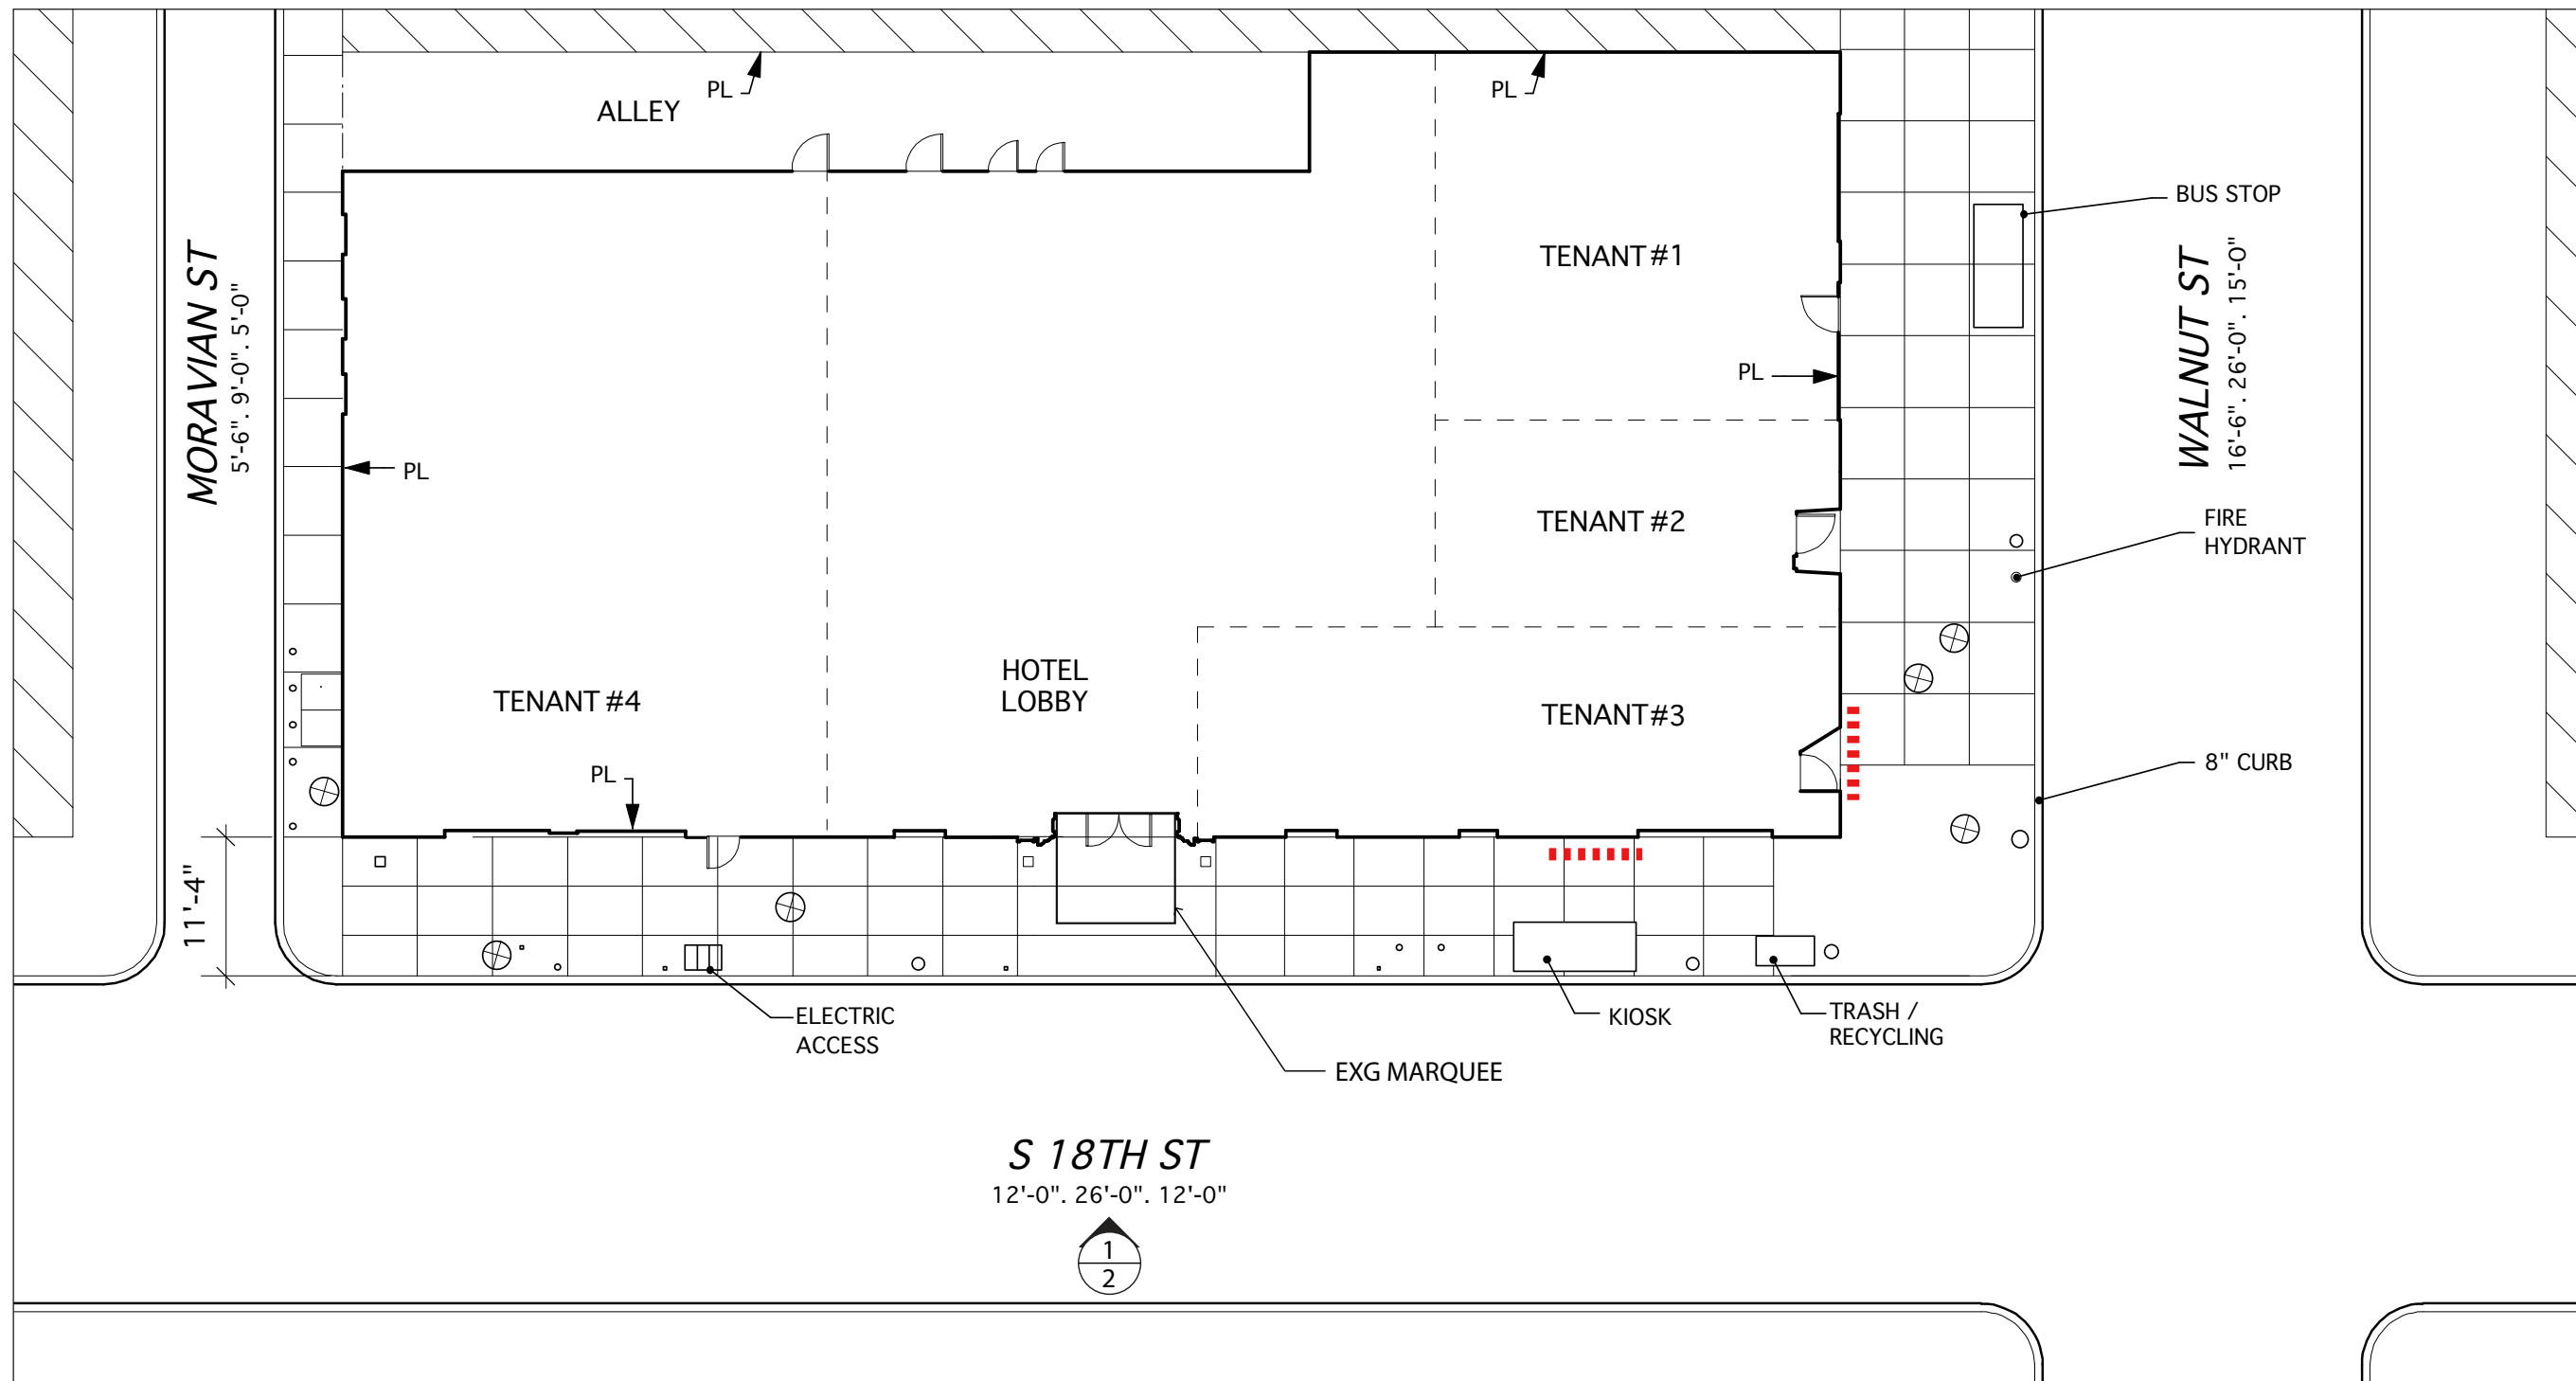 PL
PL
ALLEY
BUS STOP
TENANT #1
MORAVIAN ST
5'-6". 9'-0". 5'-0"
WALNUT ST
16'-6". 26'-0". 15'-0"
PL
PL
TENANT #2
FIRE
HYDRANT
HOTEL
LOBBY
TENANT #4
TENANT #3
PL
8" CURB
11'-4"
ELECTRIC
ACCESS
KIOSK
TRASH /
RECYCLING
EXG MARQUEE
S 18TH ST
12'-0". 26'-0". 12'-0"
1
2